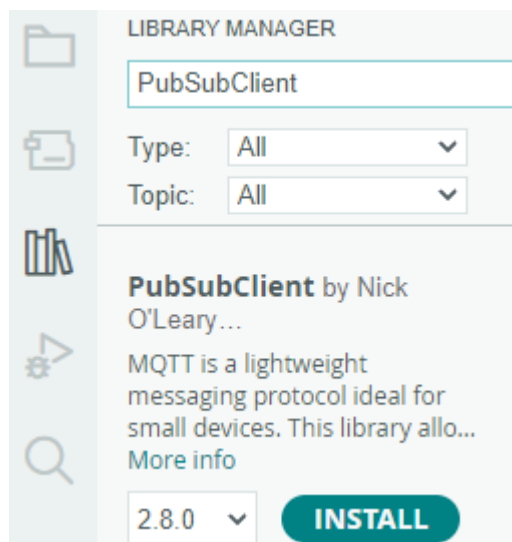 LIBRARY MANAGER
PubSubClient
Type: All
Topic: All
PubSubClient by Nick
O'Leary...
MQTT is a lightweight
messaging protocol ideal for
small devices. This library allo...
More info
2.8.0 INSTALL